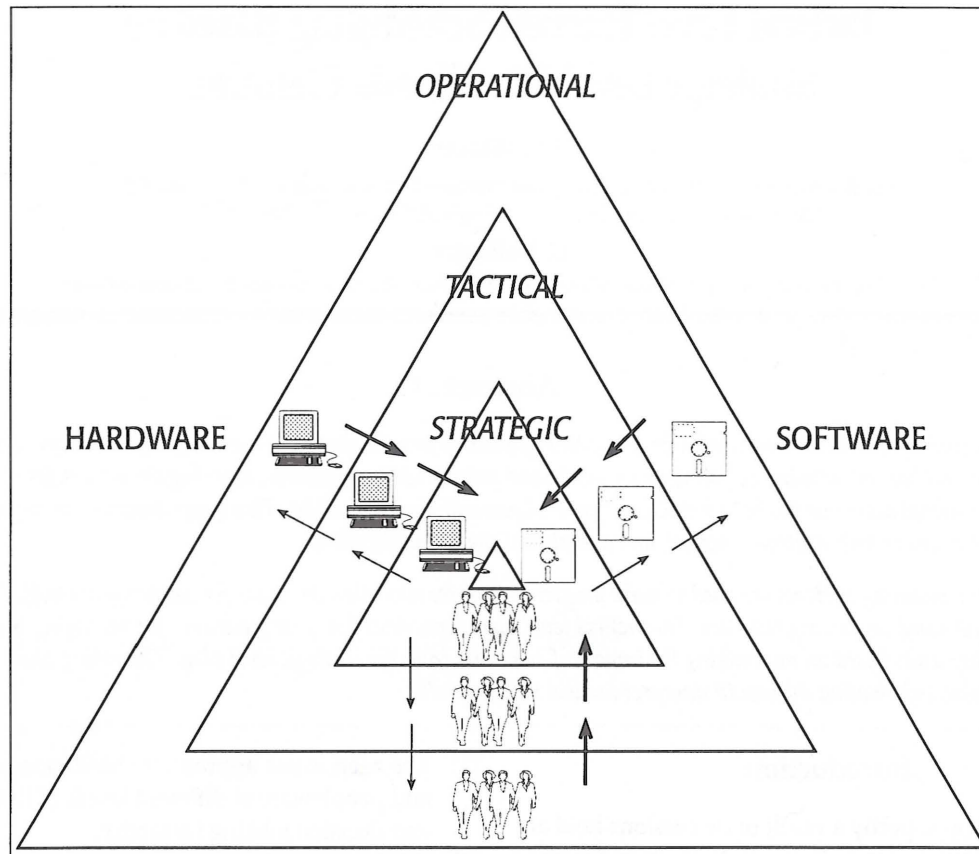 OPERATIONAL
TACTICAL
STRATEGIC
HARDWARE
SOFTWARE